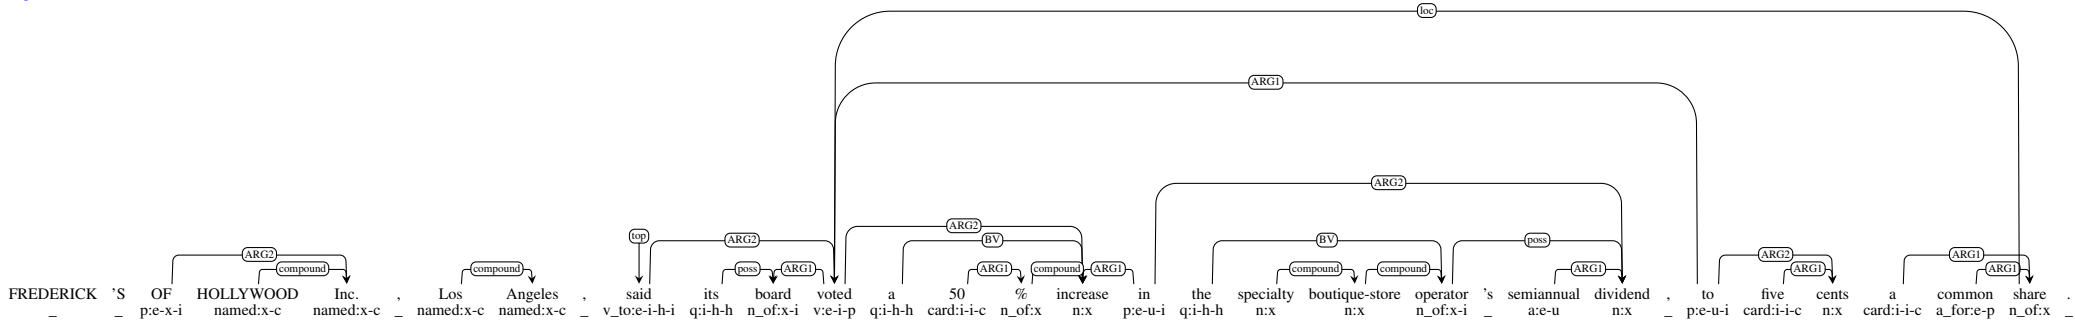 loc
ARG1
ARG2
top ARG2 ARG2 BV BV poss
ARG2 compound compound poss ARG1 ARG1 compound ARG1 compound compound ARG1 ARG2 ARG1 ARG1 ARG1
FREDERICK 'S OF HOLLYWOOD Inc. , Los Angeles , said its board voted a 50 % increase in the specialty boutique-store operator 's semiannual dividend , to five cents a common share .
_ _ p:e-x-i named:x-c named:x-c _ named:x-c named:x-c _ v_to:e-i-h-i q:i-h-h n_of:x-i v:e-i-p q:i-h-h card:i-i-c n_of:x n:x p:e-u-i q:i-h-h n:x n:x n_of:x-i _ a:e-u n:x _ p:e-u-i card:i-i-c n:x card:i-i-c a_for:e-p n_of:x _